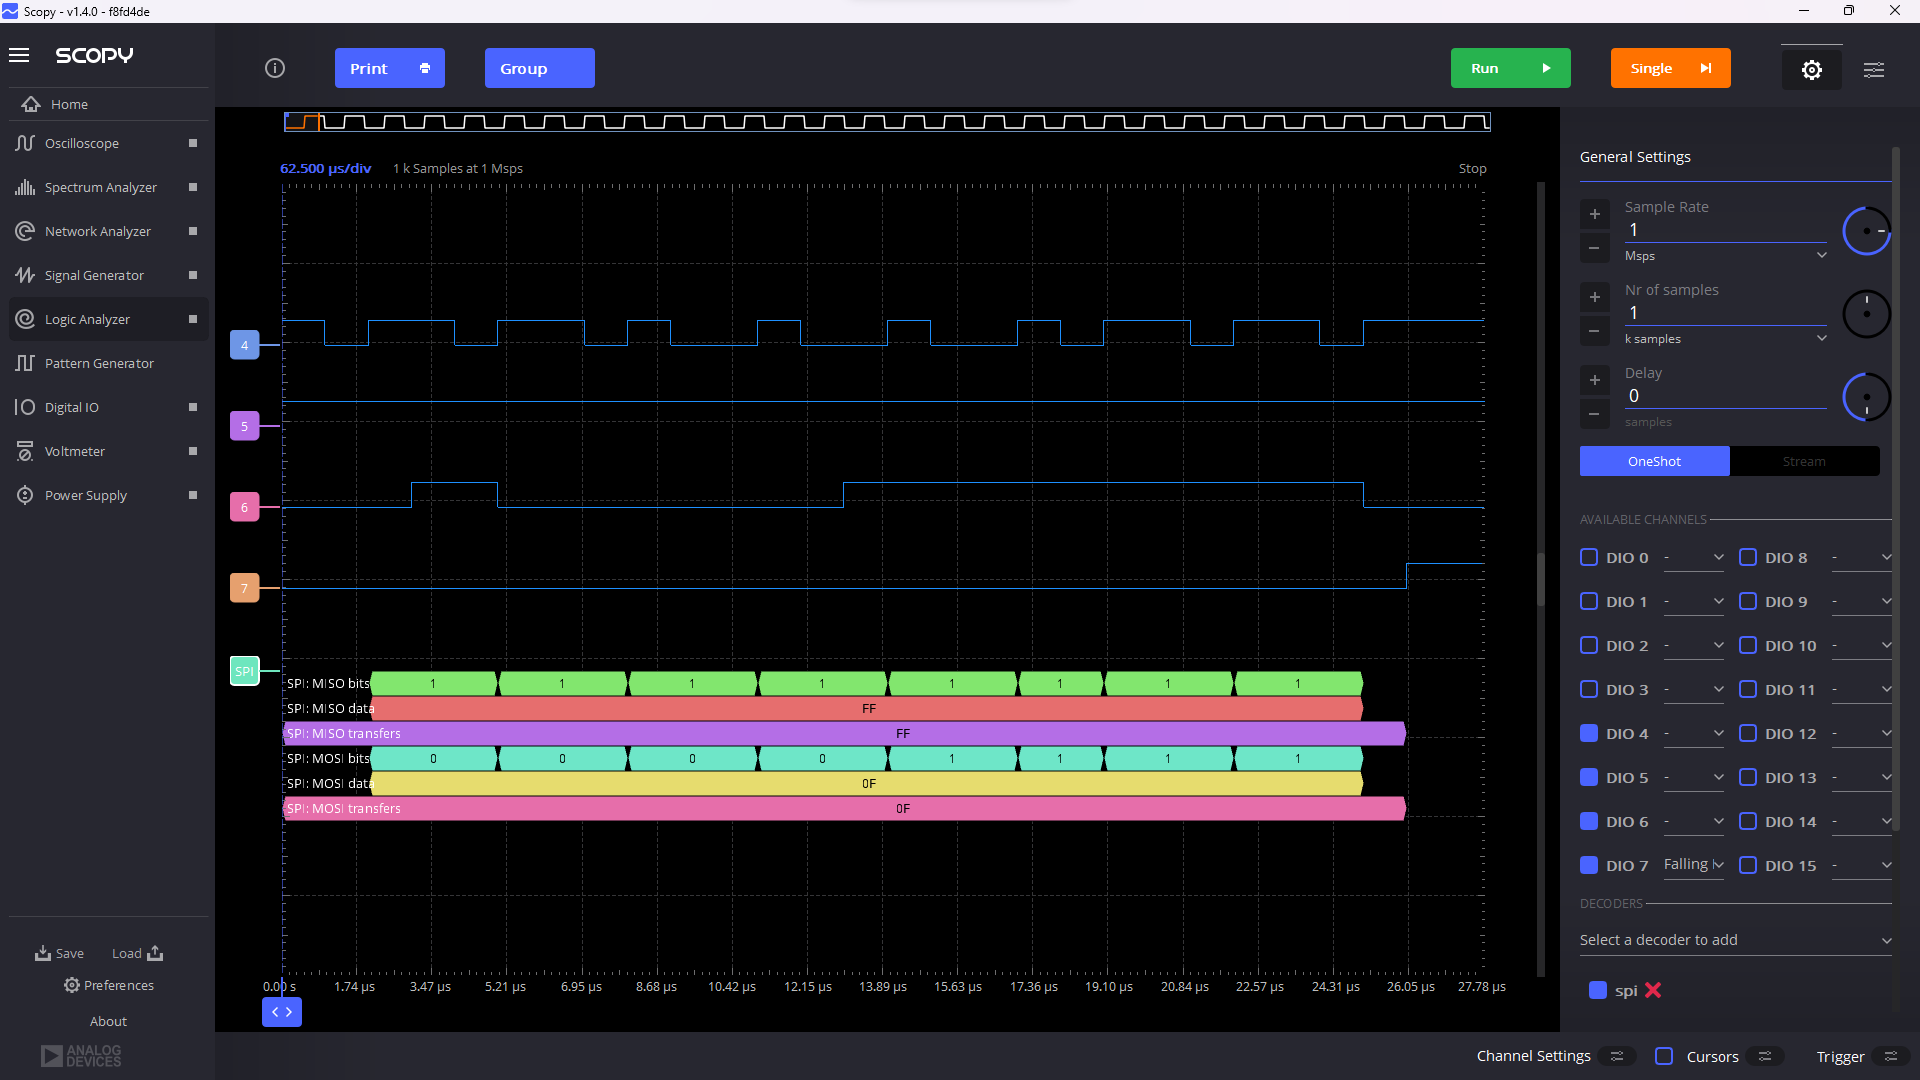 Scopy - v1.4.0 - f8fd4de
SCOPY
Print
Group
Run
Single
Home
Oscilloscope
Spectrum Analyzer
Network Analyzer
Signal Generator
Logic Analyzer
Pattern Generator
Digital IO
Voltmeter
Power Supply
Save
Load
Preferences
About
ANALOG
DEVICES
62.500 µs/div
1 k Samples at 1 Msps
Stop
4
5
6
7
SPI
SPI: MISO bits 1 1 1 1 1 1 1 1
SPI: MISO data FF
SPI: MISO transfers FF
SPI: MOSI bits 0 0 0 0 1 1 1 1
SPI: MOSI data 0F
SPI: MOSI transfers 0F
0.00 s 1.74 µs 3.47 µs 5.21 µs 6.95 µs 8.68 µs 10.42 µs 12.15 µs 13.89 µs 15.63 µs 17.36 µs 19.10 µs 20.84 µs 22.57 µs 24.31 µs 26.05 µs 27.78 µs
General Settings
Sample Rate
1
Msps
Nr of samples
1
k samples
Delay
0
samples
OneShot
Stream
AVAILABLE CHANNELS
DIO 0 - DIO 8 -
DIO 1 - DIO 9 -
DIO 2 - DIO 10 -
DIO 3 - DIO 11 -
DIO 4 - DIO 12 -
DIO 5 - DIO 13 -
DIO 6 - DIO 14 -
DIO 7 Falling DIO 15 -
DECODERS
Select a decoder to add
spi
Channel Settings
Cursors
Trigger